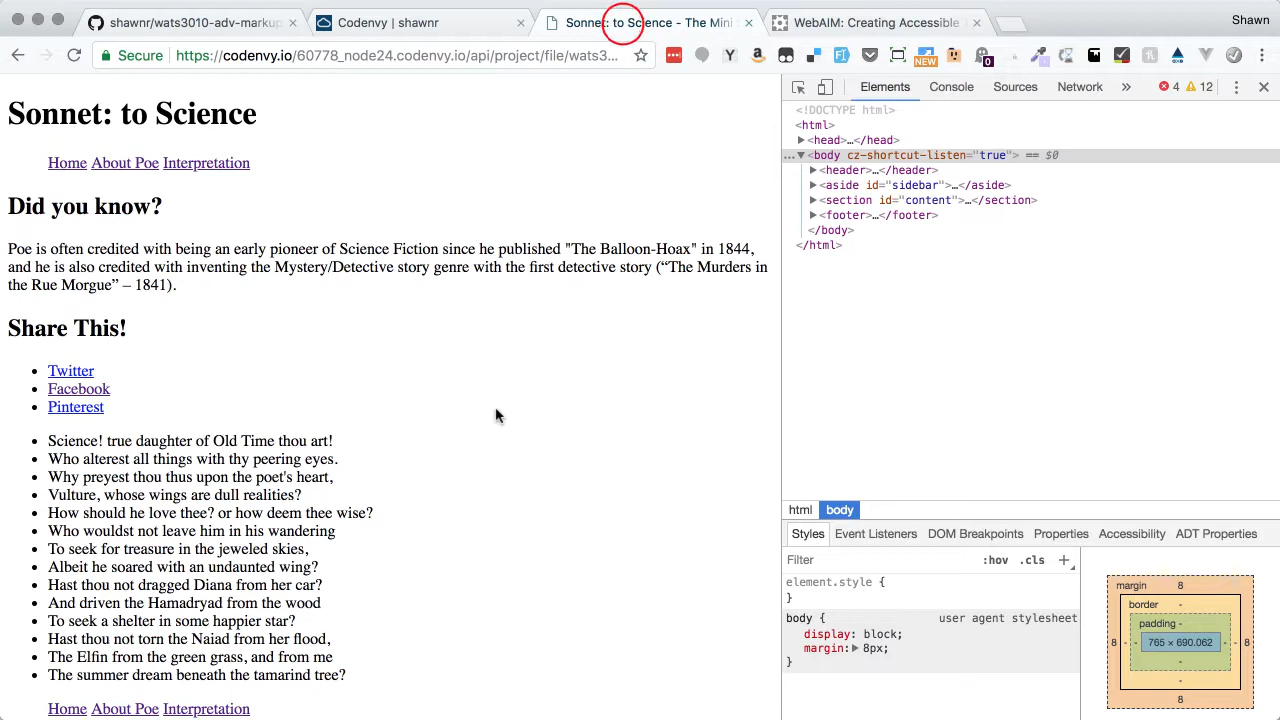 shawnr/wats3010-adv-markup
Codenvy | shawnr
Sonnet: to Science - The Mini
WebAIM: Creating Accessible
Shawn
Secure
https://60778_node24.codenvy.io/api/project/file/wats3...
NEW
0
Sonnet: to Science
Home About Poe Interpretation
Did you know?
Poe is often credited with being an early pioneer of Science Fiction since he published "The Balloon-Hoax" in 1844,
and he is also credited with inventing the Mystery/Detective story genre with the first detective story (“The Murders in
the Rue Morgue” – 1841).
Share This!
Twitter
Facebook
Pinterest
Science! true daughter of Old Time thou art!
Who alterest all things with thy peering eyes.
Why preyest thou thus upon the poet's heart,
Vulture, whose wings are dull realities?
How should he love thee? or how deem thee wise?
Who wouldst not leave him in his wandering
To seek for treasure in the jeweled skies,
Albeit he soared with an undaunted wing?
Hast thou not dragged Diana from her car?
And driven the Hamadryad from the wood
To seek a shelter in some happier star?
Hast thou not torn the Naiad from her flood,
The Elfin from the green grass, and from me
The summer dream beneath the tamarind tree?
Home About Poe Interpretation
Elements Console Sources Network » 4 12
<!DOCTYPE html>
<html>
<head>…</head>
<body cz-shortcut-listen="true"> == $0
<header>…</header>
<aside id="sidebar">…</aside>
<section id="content">…</section>
<footer>…</footer>
</body>
</html>
html body
Styles Event Listeners DOM Breakpoints Properties Accessibility ADT Properties
Filter :hov .cls +
element.style {
}
body { user agent stylesheet
display: block;
margin: 8px;
}
margin 8
border -
padding -
8 - - 765 × 690.062 - - 8
-
-
8